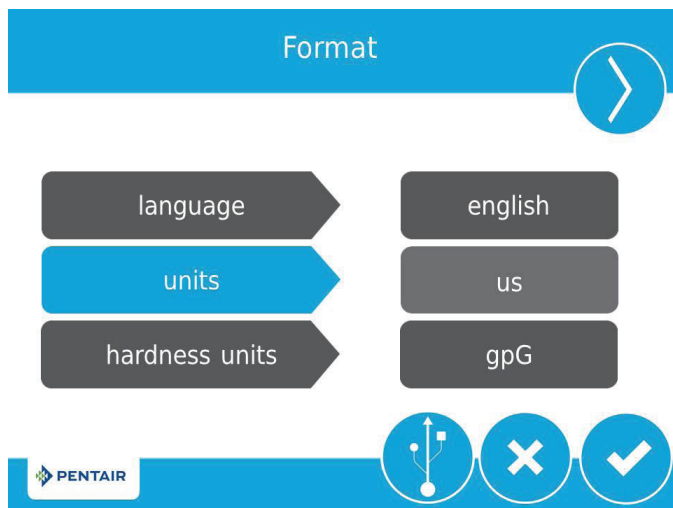 Format
language
english
units
us
hardness units
gpG
PENTAIR